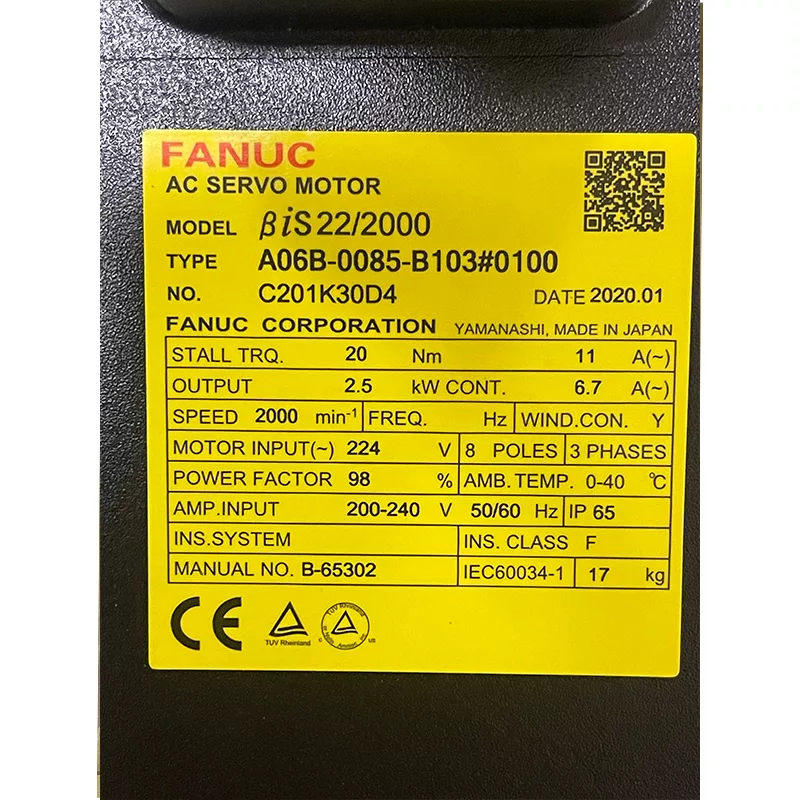 FANUC
AC SERVO MOTOR
MODEL βiS22/2000
TYPE A06B-0085-B103#0100
NO. C201K30D4 DATE 2020.01
FANUC CORPORATION YAMANASHI, MADE IN JAPAN
STALL TRQ. 20 Nm 11 A(~)
OUTPUT 2.5 kW CONT. 6.7 A(~)
SPEED 2000 min-1 FREQ. Hz WIND.CON. Y
MOTOR INPUT(~) 224 V 8 POLES 3 PHASES
POWER FACTOR 98 % AMB.TEMP. 0-40 ℃
AMP.INPUT 200-240 V 50/60 Hz IP 65
INS.SYSTEM INS. CLASS F
MANUAL NO. B-65302 IEC60034-1 17 kg
CE TÜV Rheinland